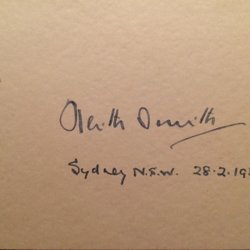 Keith Smith
Sydney N.S.W. 28.2.19